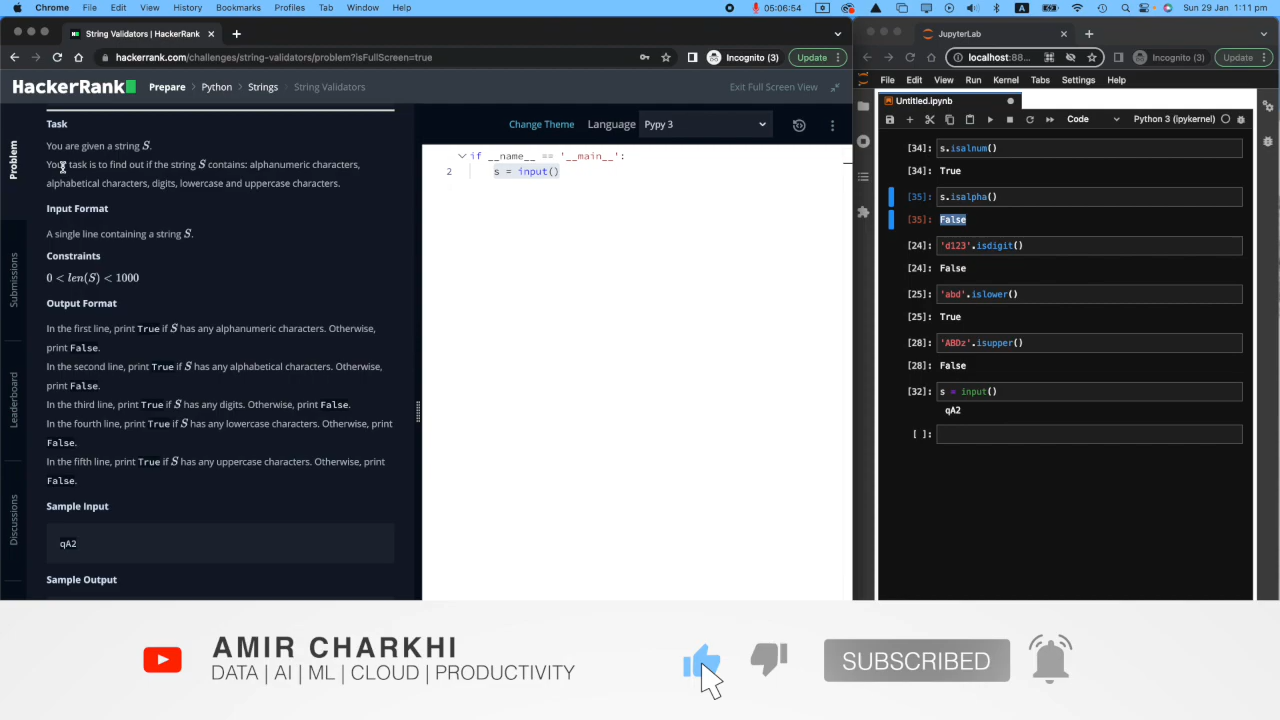 Chrome File Edit View History Bookmarks Profiles Tab Window Help
05:06:54
A
Sun 29 Jan 1:11 pm
String Validators | HackerRank
hackerrank.com/challenges/string-validators/problem?isFullScreen=true
Incognito (3)
Update
HackerRank
Prepare
Python
Strings
String Validators
Exit Full Screen View
Problem
Submissions
Leaderboard
Discussions
Task
You are given a string S.
Your task is to find out if the string S contains: alphanumeric characters,
alphabetical characters, digits, lowercase and uppercase characters.
Input Format
A single line containing a string S.
Constraints
0 < len(S) < 1000
Output Format
In the first line, print True if S has any alphanumeric characters. Otherwise,
print False.
In the second line, print True if S has any alphabetical characters. Otherwise,
print False.
In the third line, print True if S has any digits. Otherwise, print False.
In the fourth line, print True if S has any lowercase characters. Otherwise, print
False.
In the fifth line, print True if S has any uppercase characters. Otherwise, print
False.
Sample Input
qA2
Sample Output
Change Theme
Language
Pypy 3
if __name__ == '__main__':
2
s = input()
JupyterLab
localhost:88...
Incognito (3)
Update
File Edit View Run Kernel Tabs Settings Help
Untitled.ipynb
Code
Python 3 (ipykernel)
[34]: s.isalnum()
[34]: True
[35]: s.isalpha()
[35]: False
[24]: 'd123'.isdigit()
[24]: False
[25]: 'abd'.islower()
[25]: True
[28]: 'ABDz'.isupper()
[28]: False
[32]: s = input()
qA2
[ ]:
AMIR CHARKHI
DATA | AI | ML | CLOUD | PRODUCTIVITY
SUBSCRIBED